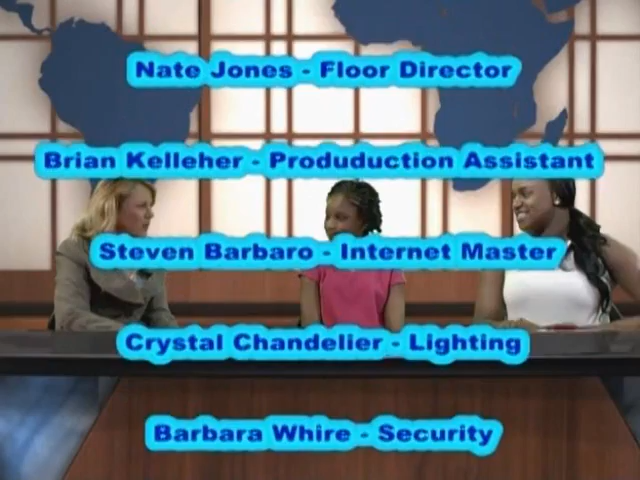 Nate Jones - Floor Director
Brian Kelleher - Produduction Assistant
Steven Barbaro - Internet Master
Crystal Chandelier - Lighting
Barbara Whire - Security